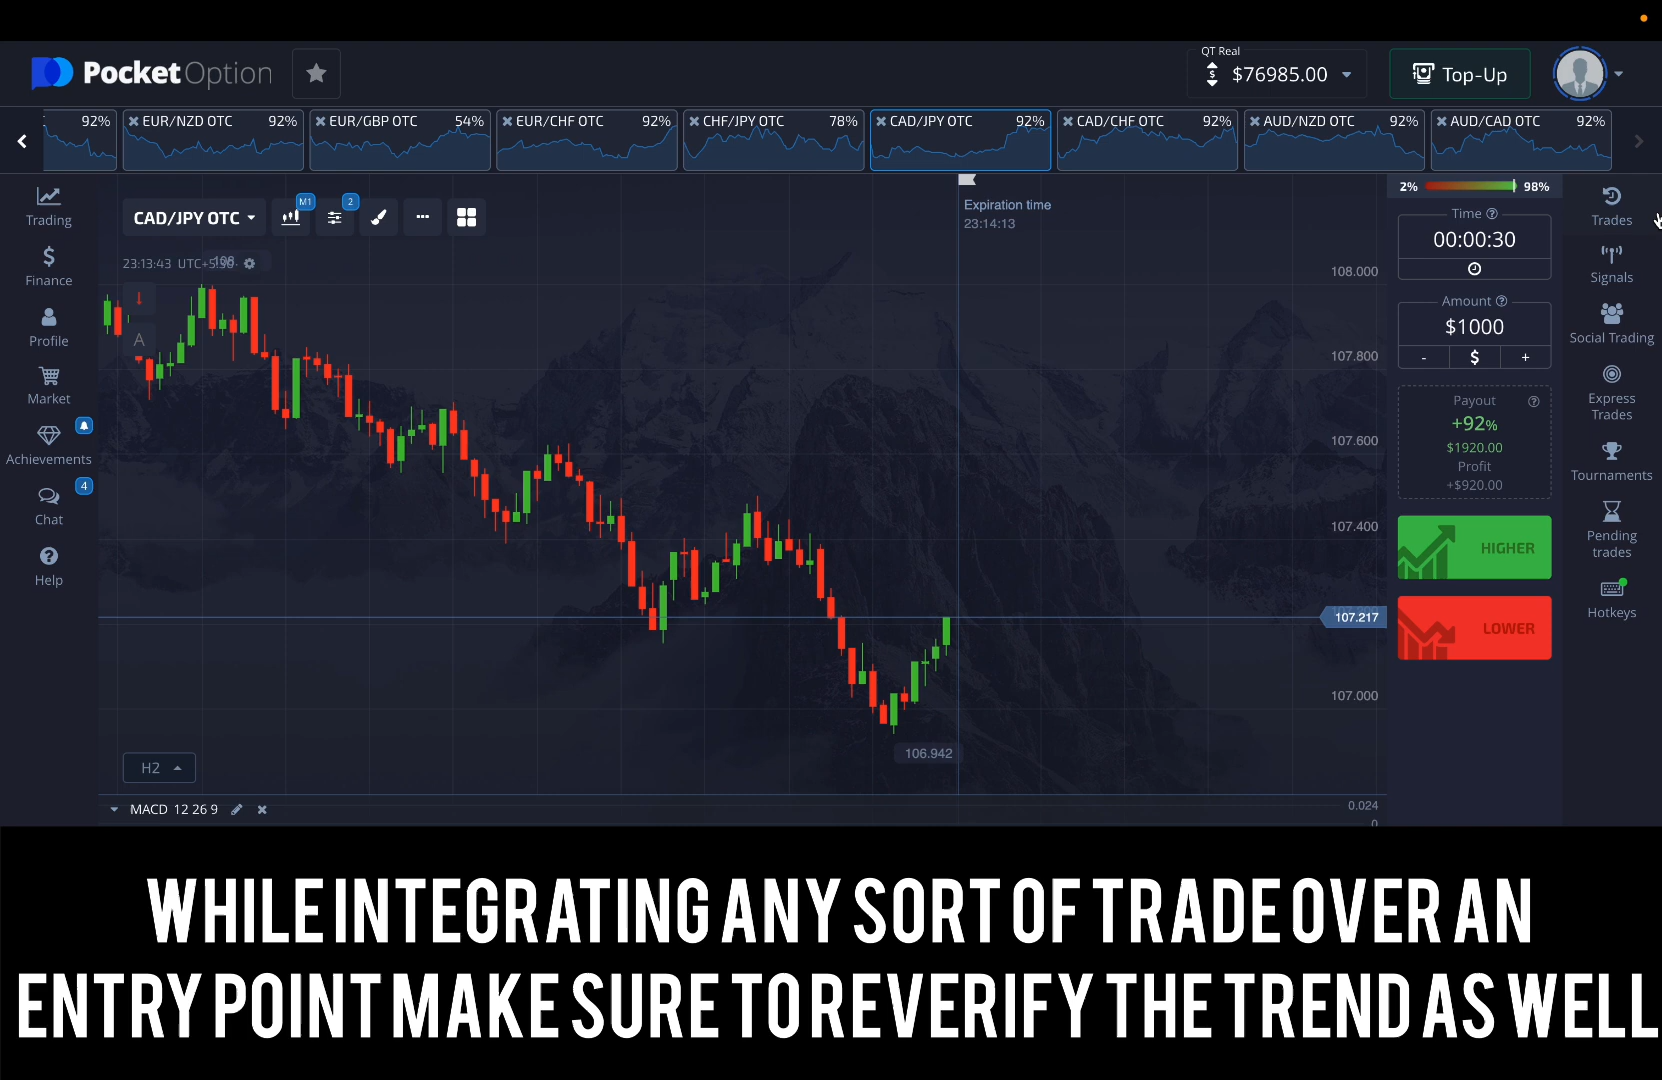 PocketOption
QT Real
$76985.00
Top-Up
92%
EUR/NZD OTC 92%
EUR/GBP OTC 54%
EUR/CHF OTC 92%
CHF/JPY OTC 78%
CAD/JPY OTC 92%
CAD/CHF OTC 92%
AUD/NZD OTC 92%
AUD/CAD OTC 92%
Trading
Finance
Profile
Market
Achievements
4
Chat
Help
CAD/JPY OTC
M1
2
23:13:43 UTC+5:30
A
Expiration time
23:14:13
108.000
107.800
107.600
107.400
107.217
107.000
106.942
H2
MACD 12 26 9
0.024
0
2% 98%
Time
00:00:30
Amount
$1000
- $ +
Payout
+92%
$1920.00
Profit
+$920.00
HIGHER
LOWER
Trades
Signals
Social Trading
Express
Trades
Tournaments
Pending
trades
Hotkeys
WHILE INTEGRATING ANY SORT OF TRADE OVER AN
ENTRY POINT MAKE SURE TO REVERIFY THE TREND AS WELL